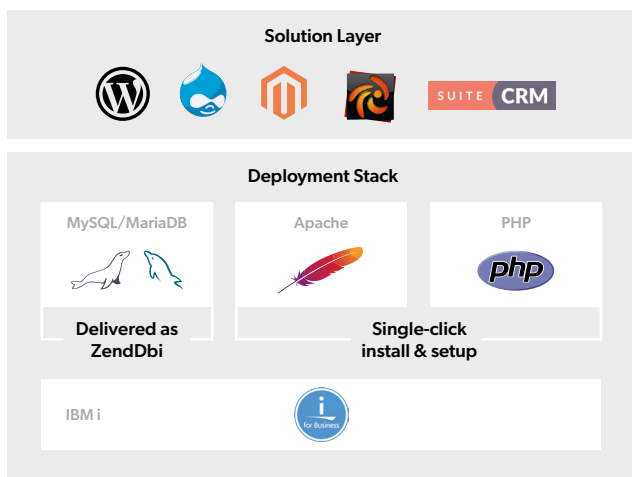 Solution Layer
SUITE CRM
Deployment Stack
MySQL/MariaDB
Apache
PHP
php
Delivered as
ZendDbi
Single-click
install & setup
IBM i
i
for Business